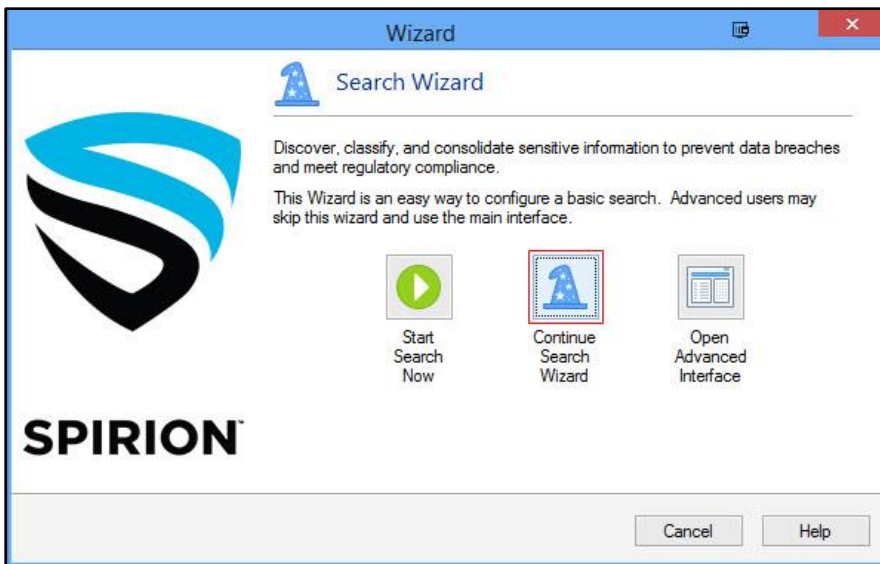 Wizard
Search Wizard
Discover, classify, and consolidate sensitive information to prevent data breaches
and meet regulatory compliance.
This Wizard is an easy way to configure a basic search. Advanced users may
skip this wizard and use the main interface.
Start
Search
Now
Continue
Search
Wizard
Open
Advanced
Interface
SPIRION™
Cancel
Help